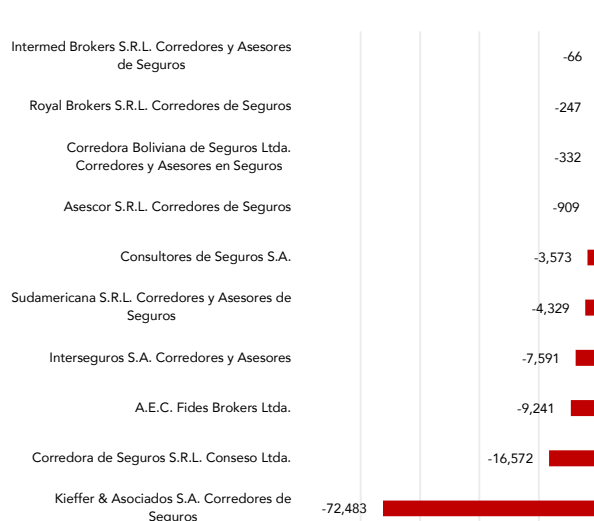 Intermed Brokers S.R.L. Corredores y Asesores
de Seguros
-66
Royal Brokers S.R.L. Corredores de Seguros
-247
Corredora Boliviana de Seguros Ltda.
Corredores y Asesores en Seguros
-332
Asescor S.R.L. Corredores de Seguros
-909
Consultores de Seguros S.A.
-3,573
Sudamericana S.R.L. Corredores y Asesores de
Seguros
-4,329
Interseguros S.A. Corredores y Asesores
-7,591
A.E.C. Fides Brokers Ltda.
-9,241
Corredora de Seguros S.R.L. Conseso Ltda.
-16,572
Kieffer & Asociados S.A. Corredores de
Seguros
-72,483